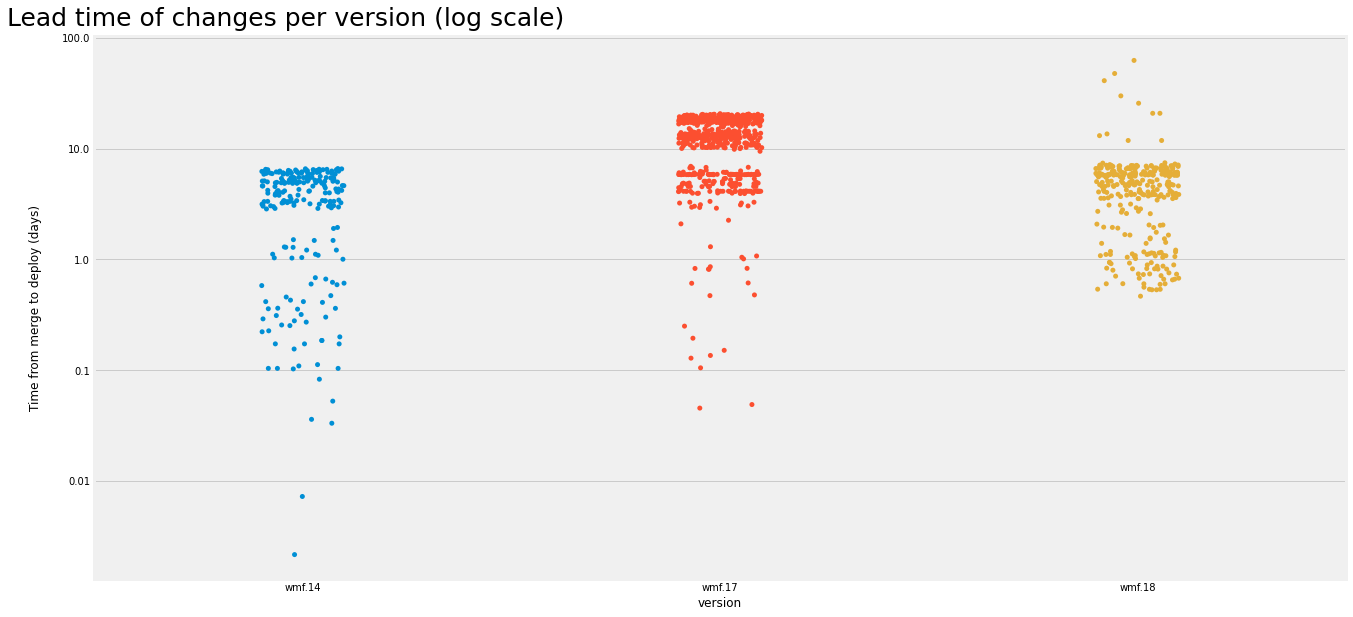 Lead time of changes per version (log scale)
100.0
10.0
1.0
0.1
0.01
Time from merge to deploy (days)
wmf.14
wmf.17
wmf.18
version